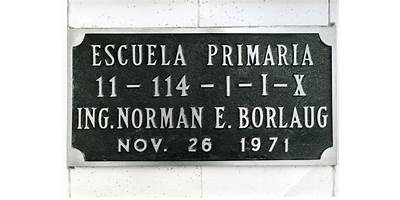 ESCUELA PRIMARIA
11-114-I-I-X
ING. NORMAN E. BORLAUG
NOV. 26 1971